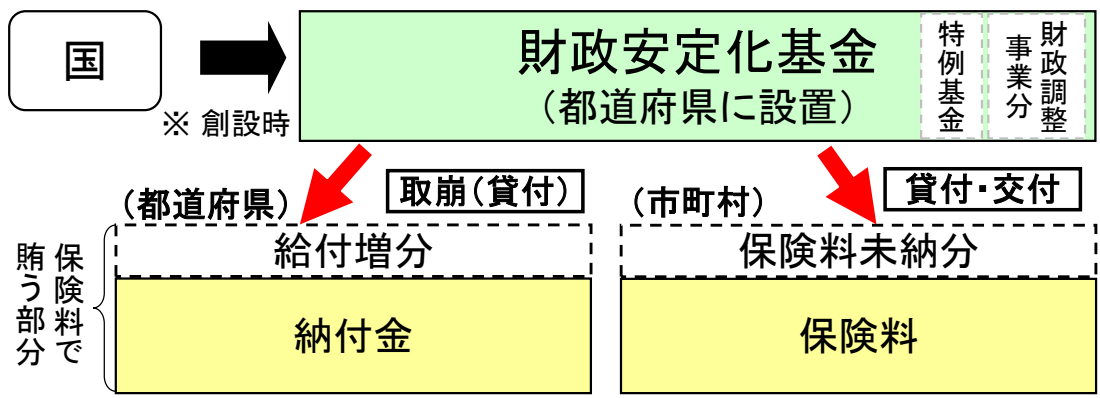 国
※ 創設時
財政安定化基金
（都道府県に設置）
特例基金
財政調整
事業分
（都道府県）
取崩（貸付）
（市町村）
貸付・交付
保険料で
賄う部分
給付増分
納付金
保険料未納分
保険料